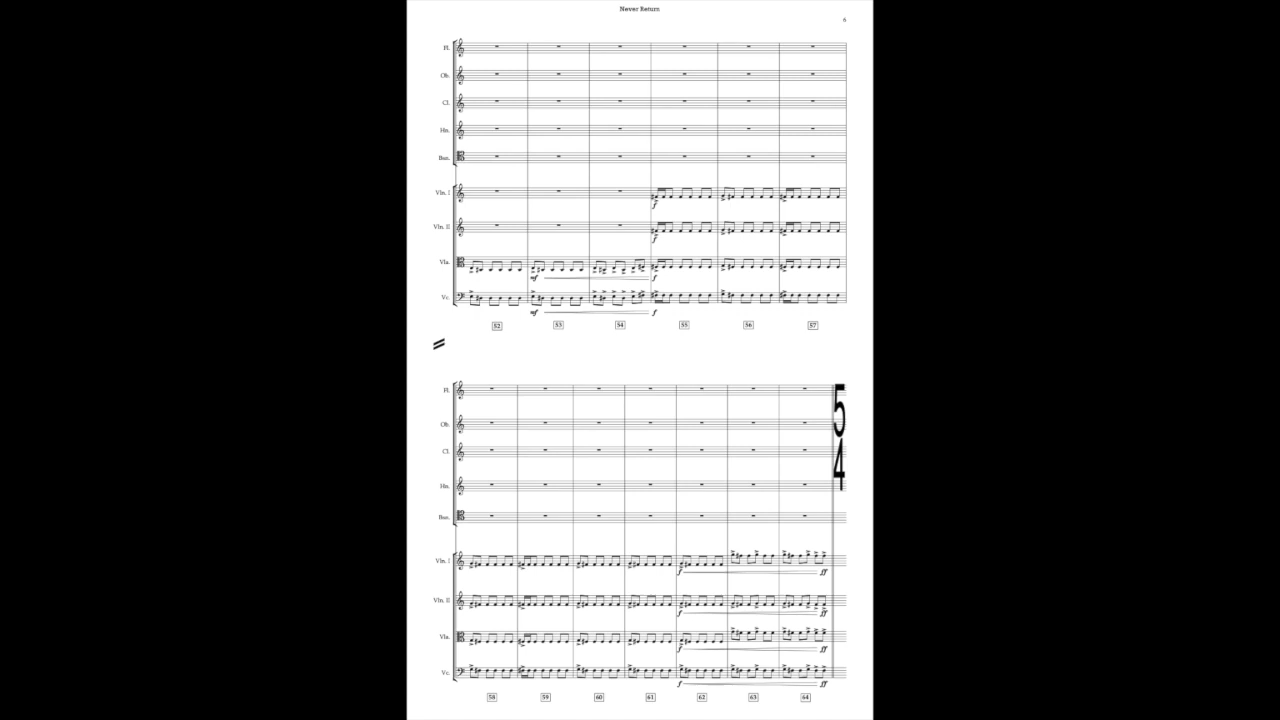 Never Return
6
Fl.
Ob.
Cl.
Hn.
Bsn.
Vln. I
Vln. II
Vla.
Vc.
f
f
mf f
mf f
52 53 54 55 56 57
Fl.
Ob.
Cl.
Hn.
Bsn.
Vln. I
Vln. II
Vla.
Vc.
5
4
f ff
f ff
f ff
f ff
58 59 60 61 62 63 64